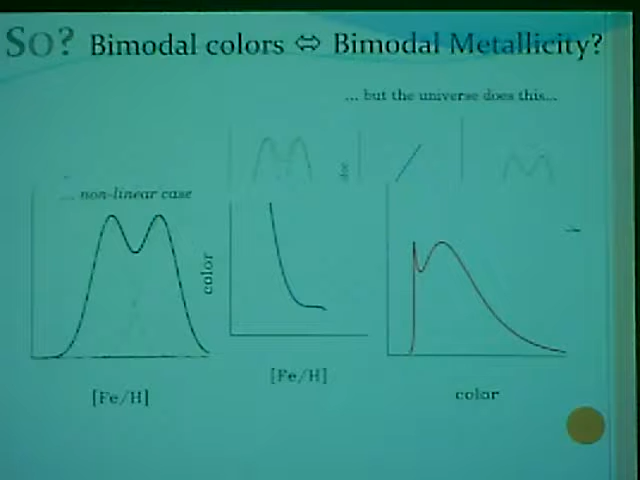 So? Bimodal colors ⇔ Bimodal Metallicity?
... but the universe does this...
... non-linear case
color
[Fe/H]
[Fe/H]
color